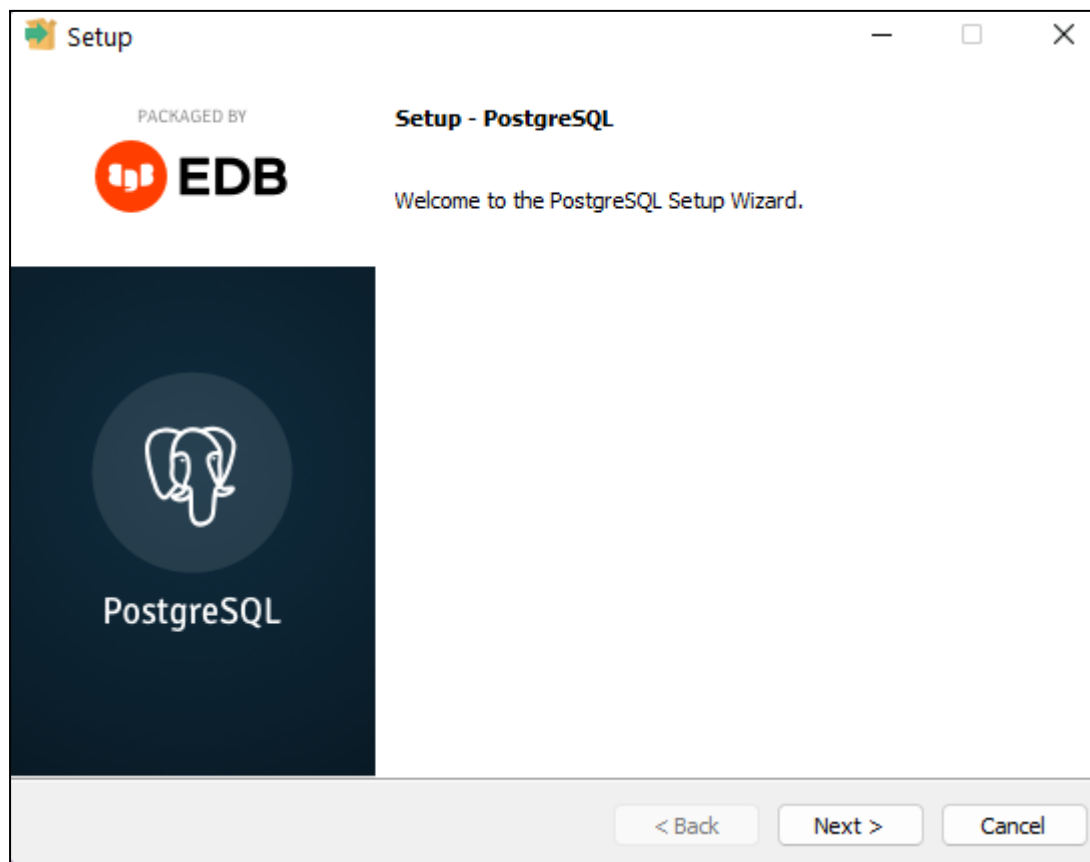 Setup
PACKAGED BY
EDB
Setup - PostgreSQL
Welcome to the PostgreSQL Setup Wizard.
PostgreSQL
< Back
Next >
Cancel